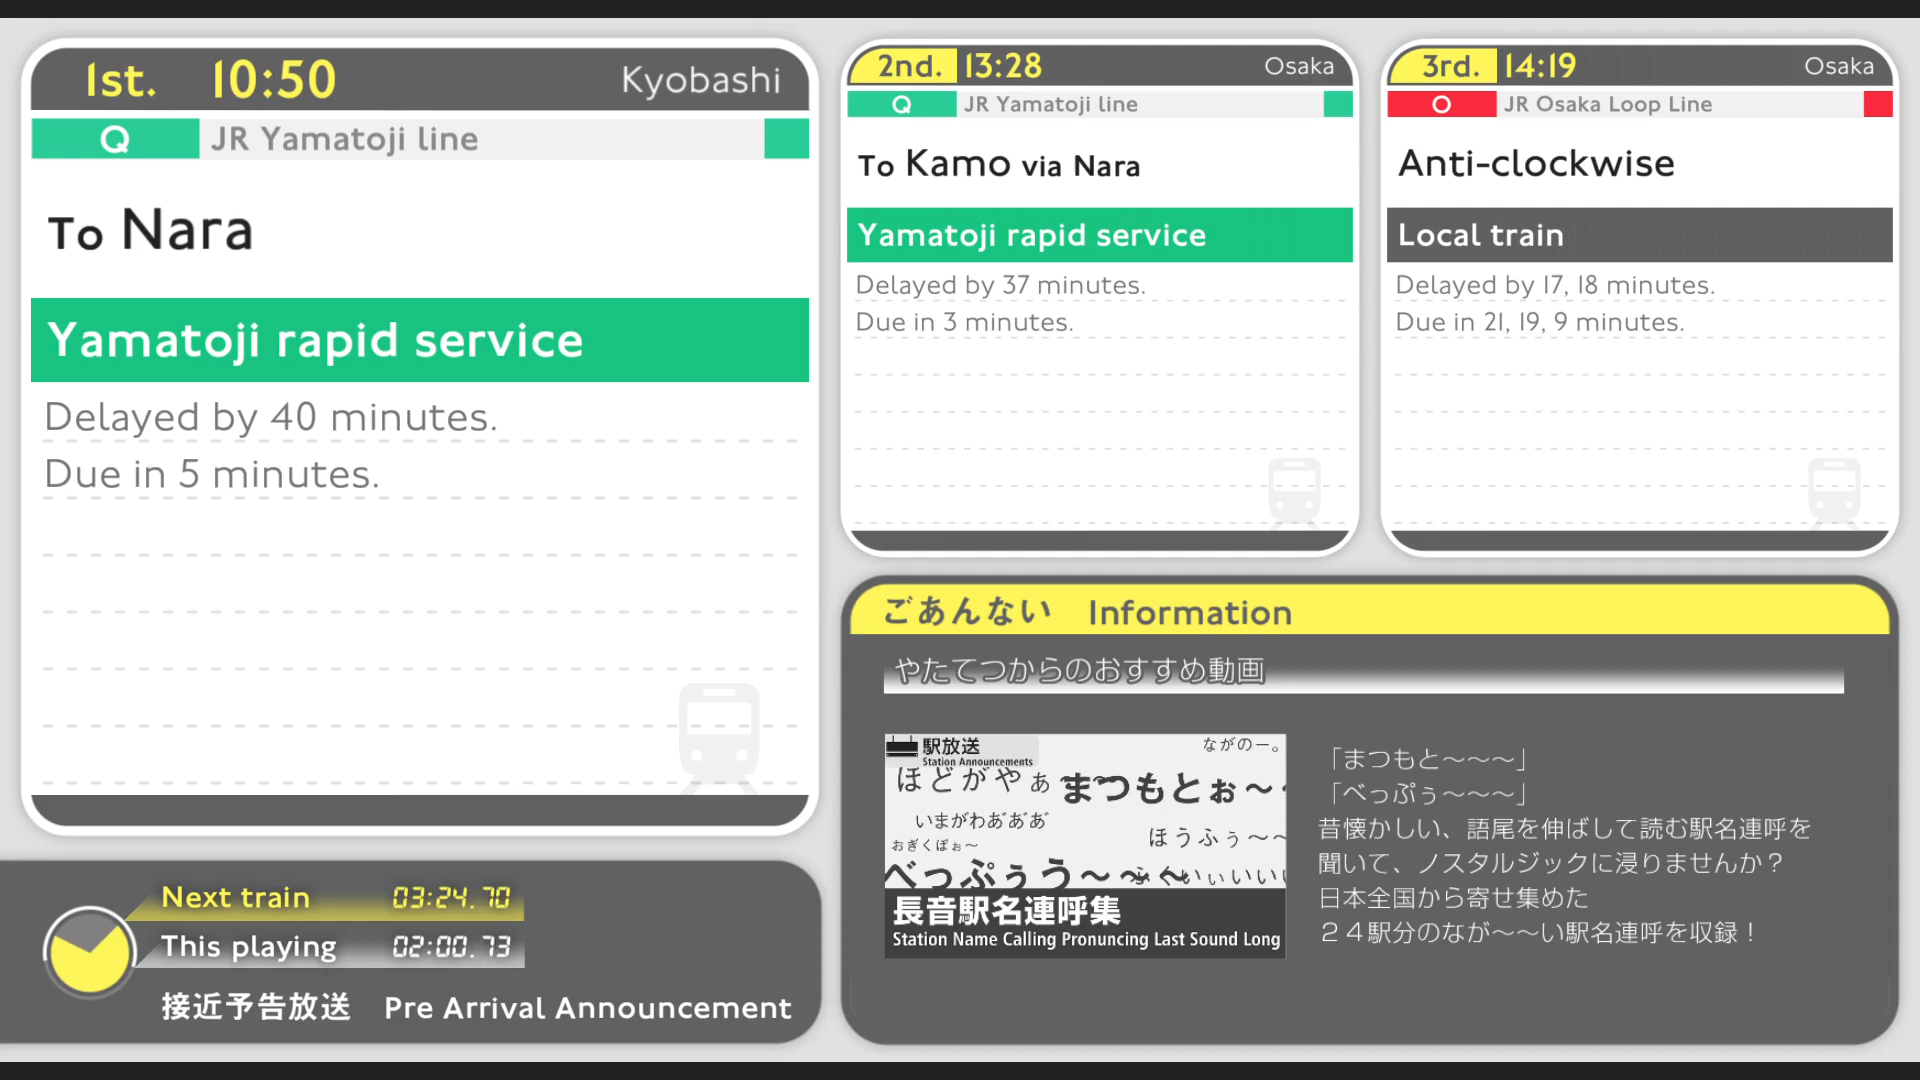 1st. 10:50 Kyobashi
Q JR Yamatoji line
To Nara
Yamatoji rapid service
Delayed by 40 minutes.
Due in 5 minutes.
2nd. 13:28 Osaka
Q JR Yamatoji line
To Kamo via Nara
Yamatoji rapid service
Delayed by 37 minutes.
Due in 3 minutes.
3rd. 14:19 Osaka
O JR Osaka Loop Line
Anti-clockwise
Local train
Delayed by 17, 18 minutes.
Due in 21, 19, 9 minutes.
Next train 03:24.70
This playing 02:00.73
接近予告放送 Pre Arrival Announcement
ごあんない Information
やたてつからのおすすめ動画
駅放送
Station Announcements
ながのー。
ほどがやぁ
まつもとぉ～
いまがわあ゙あ゙あ゙
おぎくぼぉ～
ほうふぅ～～
べっぷぅう～～～
長音駅名連呼集
Station Name Calling Pronuncing Last Sound Long
「まつもと～～～」
「べっぷぅ～～～」
昔懐かしい、語尾を伸ばして読む駅名連呼を
聞いて、ノスタルジックに浸りませんか？
日本全国から寄せ集めた
２４駅分のなが～～い駅名連呼を収録！